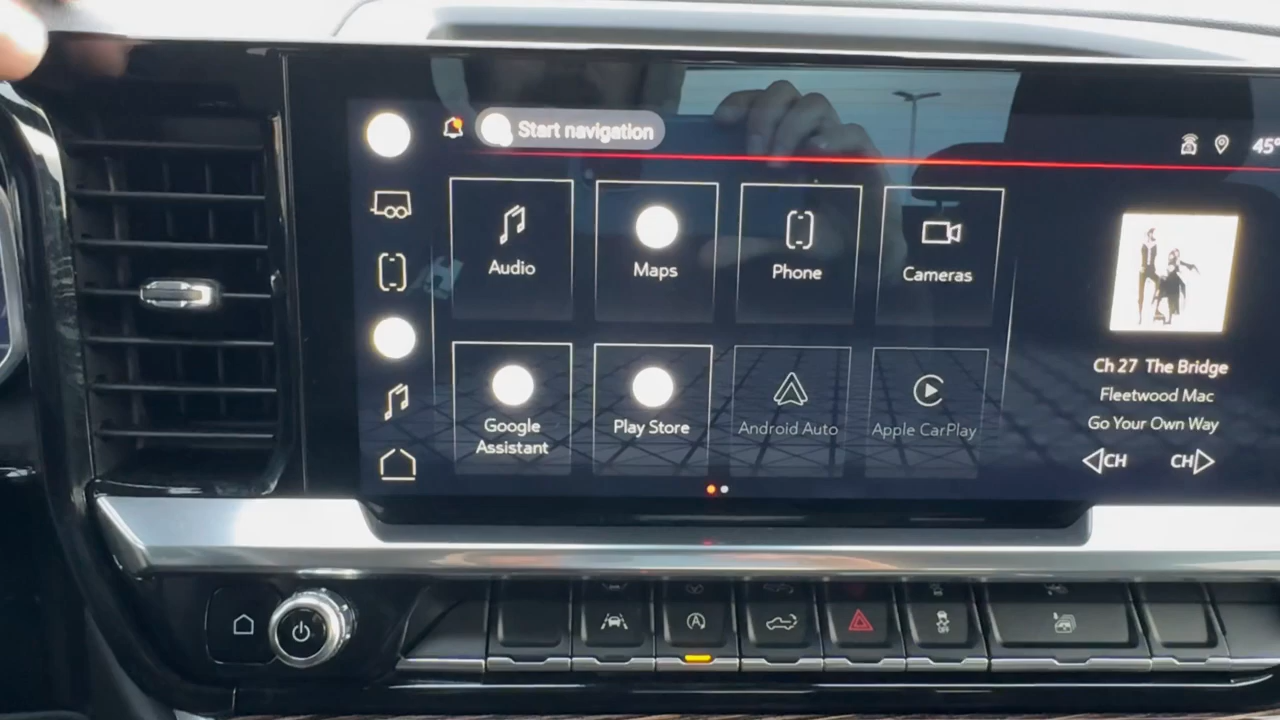 Start navigation
45°
Audio
Maps
Phone
Cameras
Google
Assistant
Play Store
Android Auto
Apple CarPlay
Ch 27 The Bridge
Fleetwood Mac
Go Your Own Way
CH
CH
A
OFF